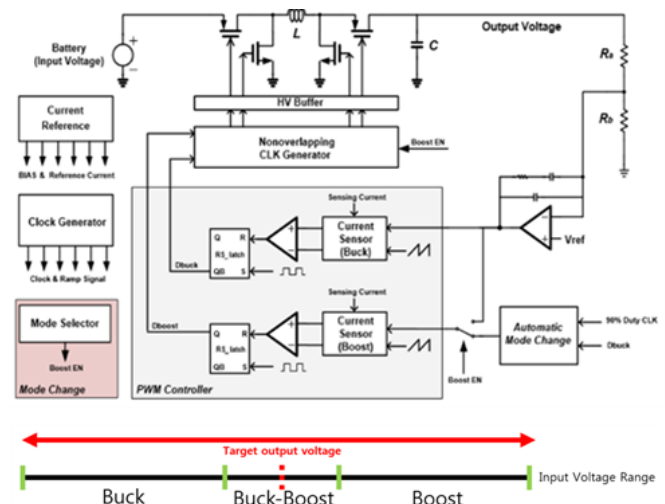 Battery
(Input Voltage)
L
C
Output Voltage
Ra
Rb
HV Buffer
Nonoverlapping
CLK Generator
Boost EN
Current
Reference
BIAS & Reference Current
Clock
Generator
Clock & Ramp Signal
Mode Selector
Boost EN
Mode Change
Sensing Current
Current
Sensor
(Buck)
Q R
RS_latch
QB S
Dbuck
Vref
Sensing Current
Current
Sensor
(Boost)
Q R
RS_latch
QB S
Dboost
PWM Controller
Boost EN
Automatic
Mode Change
90% Duty CLK
Dbuck
Target output voltage
Input Voltage Range
Buck
Buck-Boost
Boost